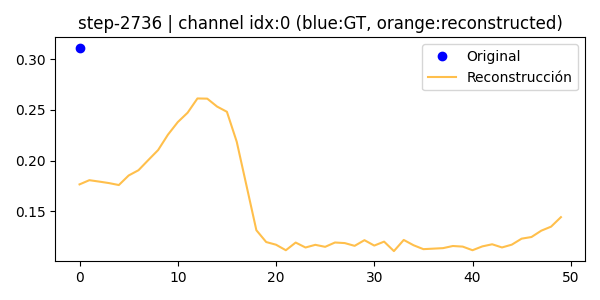 step-2736 | channel idx:0 (blue:GT, orange:reconstructed)
Original
Reconstrucción
0.30
0.25
0.20
0.15
0 10 20 30 40 50